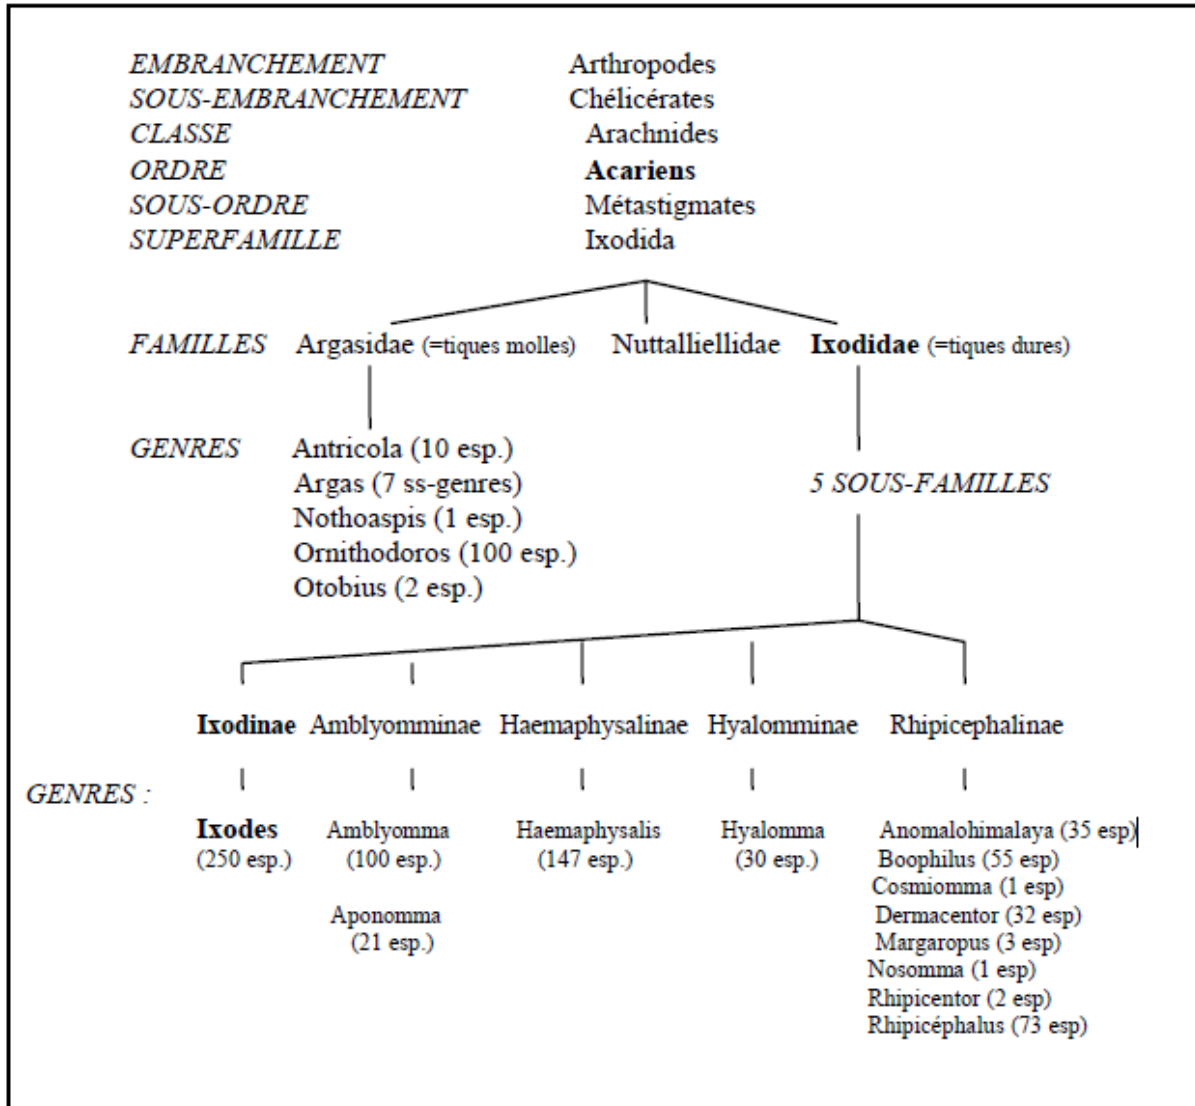 EMBRANCHEMENT Arthropodes
SOUS-EMBRANCHEMENT Chélicérates
CLASSE Arachnides
ORDRE Acariens
SOUS-ORDRE Métastigmates
SUPERFAMILLE Ixodida
FAMILLES Argasidae (=tiques molles) Nuttalliellidae Ixodidae (=tiques dures)
GENRES Antricola (10 esp.)
Argas (7 ss-genres) 5 SOUS-FAMILLES
Nothoaspis (1 esp.)
Ornithodoros (100 esp.)
Otobius (2 esp.)
Ixodinae Amblyomminae Haemaphysalinae Hyalomminae Rhipicephalinae
GENRES :
Ixodes Amblyomma Haemaphysalis Hyalomma Anomalohimalaya (35 esp)
(250 esp.) (100 esp.) (147 esp.) (30 esp.) Boophilus (55 esp)
Cosmiomma (1 esp)
Aponomma Dermacentor (32 esp)
(21 esp.) Margaropus (3 esp)
Nosomma (1 esp)
Rhipicentor (2 esp)
Rhipicéphalus (73 esp)